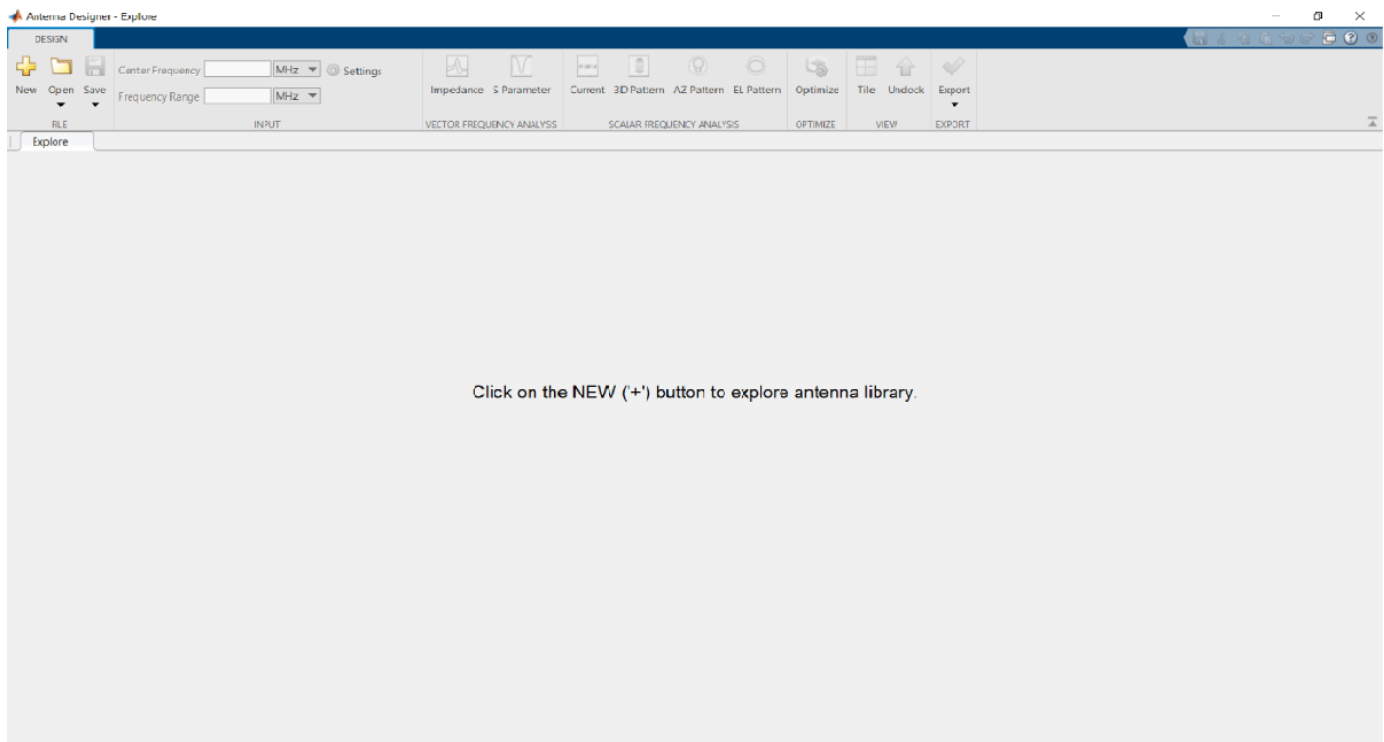 Antenna Designer - Explore
DESIGN
New Open Save
Center Frequency MHz Settings
Frequency Range MHz
Impedance S Parameter Current 3D Pattern AZ Pattern EL Pattern Optimize Tile Undock Export
FILE INPUT VECTOR FREQUENCY ANALYSIS SCALAR FREQUENCY ANALYSIS OPTIMIZE VIEW EXPORT
Explore
Click on the NEW ('+') button to explore antenna library.